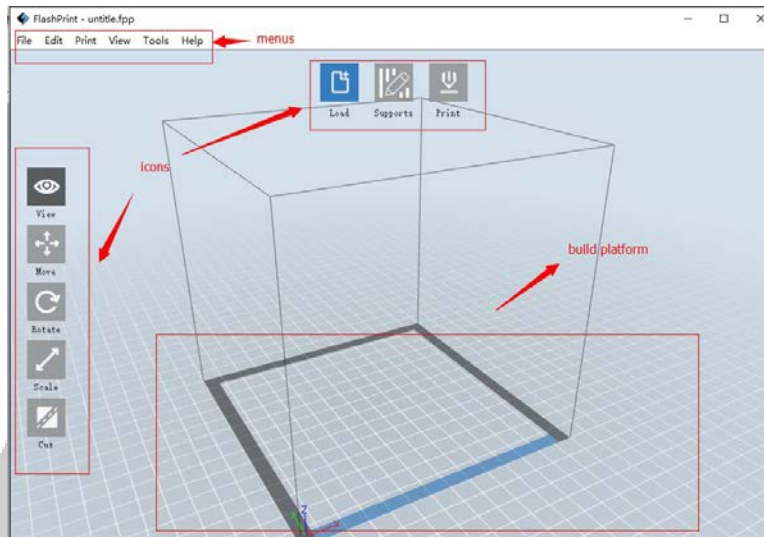 FlashPrint - untitle.fpp
File Edit Print View Tools Help
menus
Load Supports Print
icons
View
Move
Rotate
Scale
Cut
build platform
Z
X